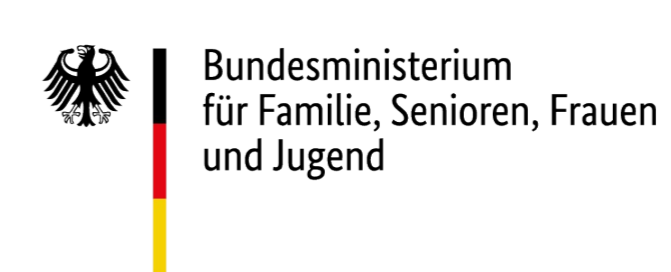 Bundesministerium
für Familie, Senioren, Frauen
und Jugend